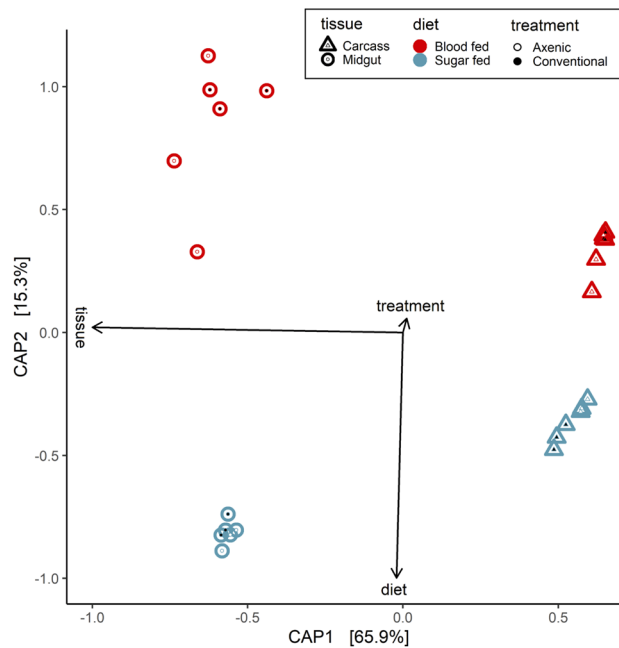 tissue diet treatment
Carcass Blood fed Axenic
Midgut Sugar fed Conventional
1.0
0.5
treatment
0.0
tissue
CAP2 [15.3%]
-0.5
-1.0
diet
-1.0 -0.5 0.0 0.5
CAP1 [65.9%]